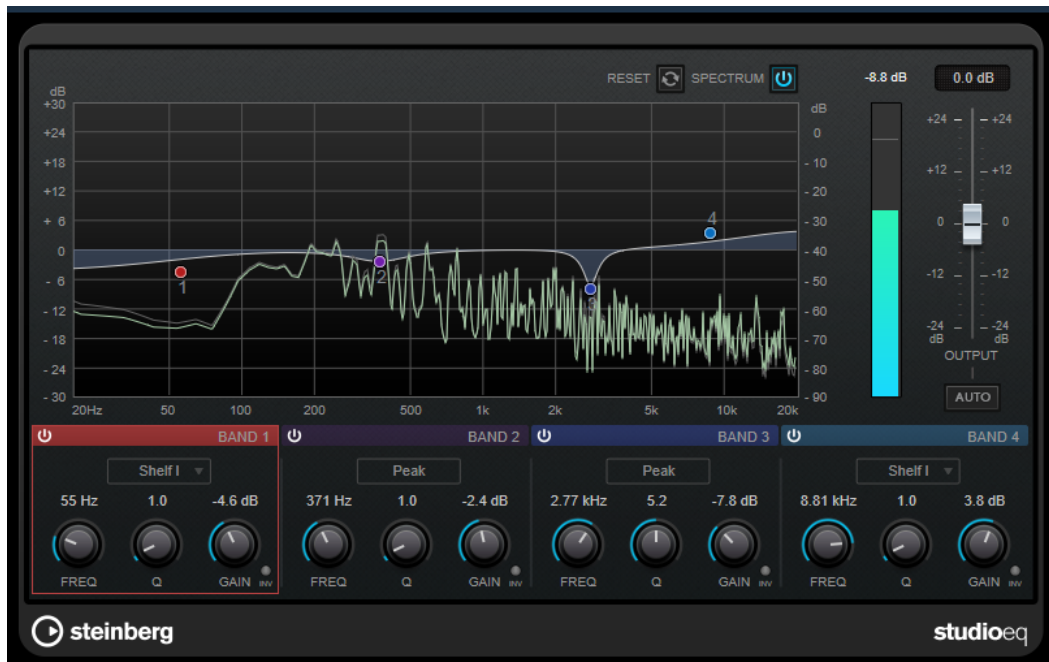 RESET SPECTRUM -8.8 dB 0.0 dB
dB
+30
+24
+18
+12
+ 6
0
- 6
- 12
- 18
- 24
- 30
1
2
3
4
dB
0
- 10
- 20
- 30
- 40
- 50
- 60
- 70
- 80
- 90
20Hz 50 100 200 500 1k 2k 5k 10k 20k
+24 +24
+12 +12
0 0
-12 -12
-24 -24
dB dB
OUTPUT
AUTO
BAND 1 BAND 2 BAND 3 BAND 4
Shelf I Peak Peak Shelf I
55 Hz 1.0 -4.6 dB 371 Hz 1.0 -2.4 dB 2.77 kHz 5.2 -7.8 dB 8.81 kHz 1.0 3.8 dB
FREQ Q GAIN INV FREQ Q GAIN INV FREQ Q GAIN INV FREQ Q GAIN INV
steinberg studioeq